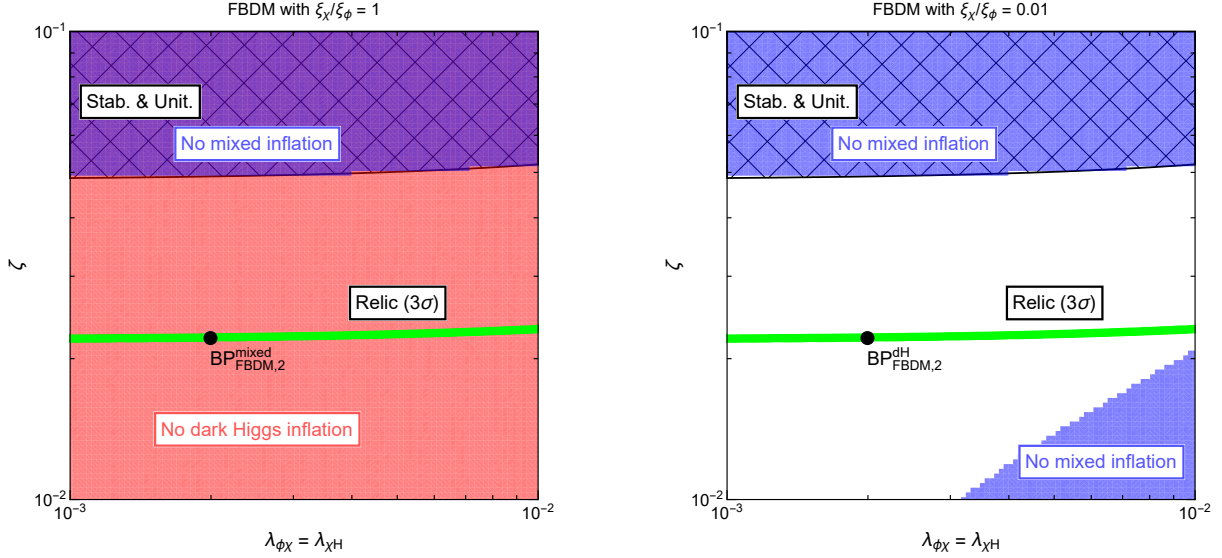 FBDM with ξχ/ξϕ = 1
10⁻¹
Stab. & Unit.
No mixed inflation
ζ
Relic (3σ)
BP^mixed_FBDM,2
No dark Higgs inflation
10⁻²
10⁻³
10⁻²
λϕχ = λχH
FBDM with ξχ/ξϕ = 0.01
10⁻¹
Stab. & Unit.
No mixed inflation
ζ
Relic (3σ)
BP^dH_FBDM,2
No mixed inflation
10⁻²
10⁻³
10⁻²
λϕχ = λχH